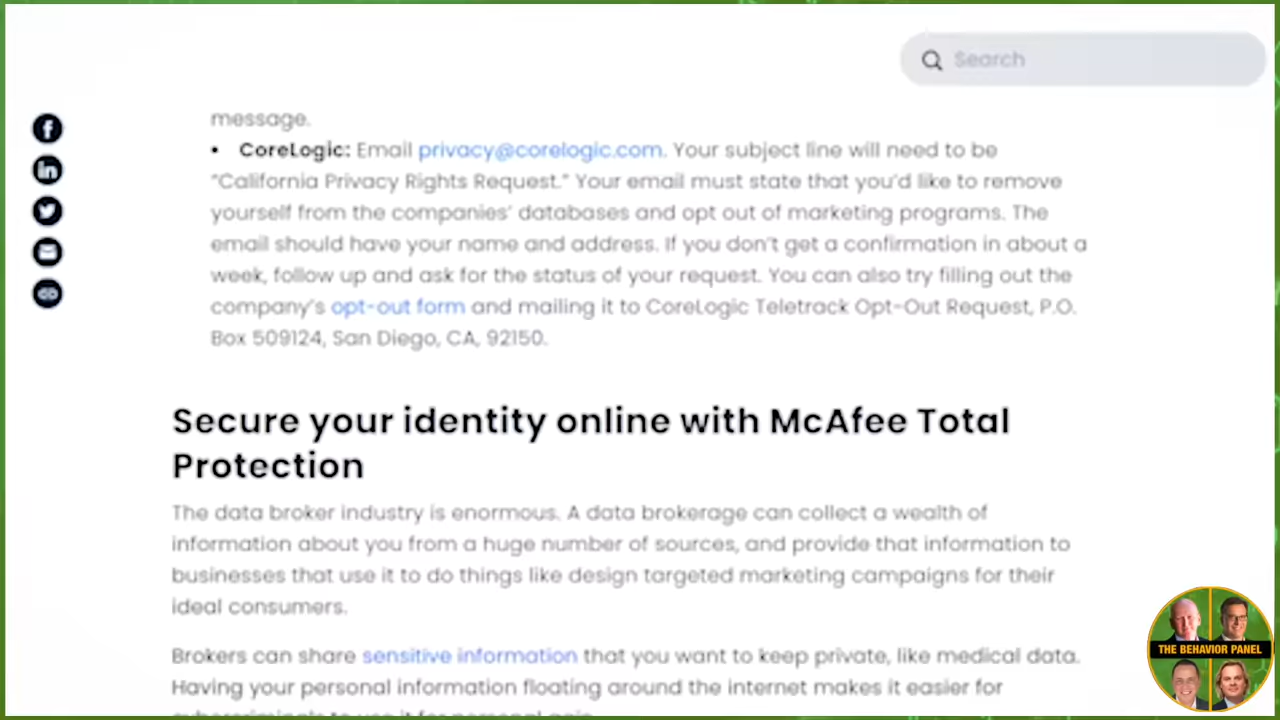 Search
message.
• CoreLogic: Email privacy@corelogic.com. Your subject line will need to be
“California Privacy Rights Request.” Your email must state that you’d like to remove
yourself from the companies’ databases and opt out of marketing programs. The
email should have your name and address. If you don’t get a confirmation in about a
week, follow up and ask for the status of your request. You can also try filling out the
company’s opt-out form and mailing it to CoreLogic Teletrack Opt-Out Request, P.O.
Box 509124, San Diego, CA, 92150.
Secure your identity online with McAfee Total
Protection
The data broker industry is enormous. A data brokerage can collect a wealth of
information about you from a huge number of sources, and provide that information to
businesses that use it to do things like design targeted marketing campaigns for their
ideal consumers.
Brokers can share sensitive information that you want to keep private, like medical data.
Having your personal information floating around the internet makes it easier for
THE BEHAVIOR PANEL